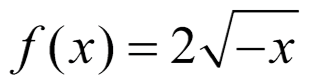 f(x) = 2√-x